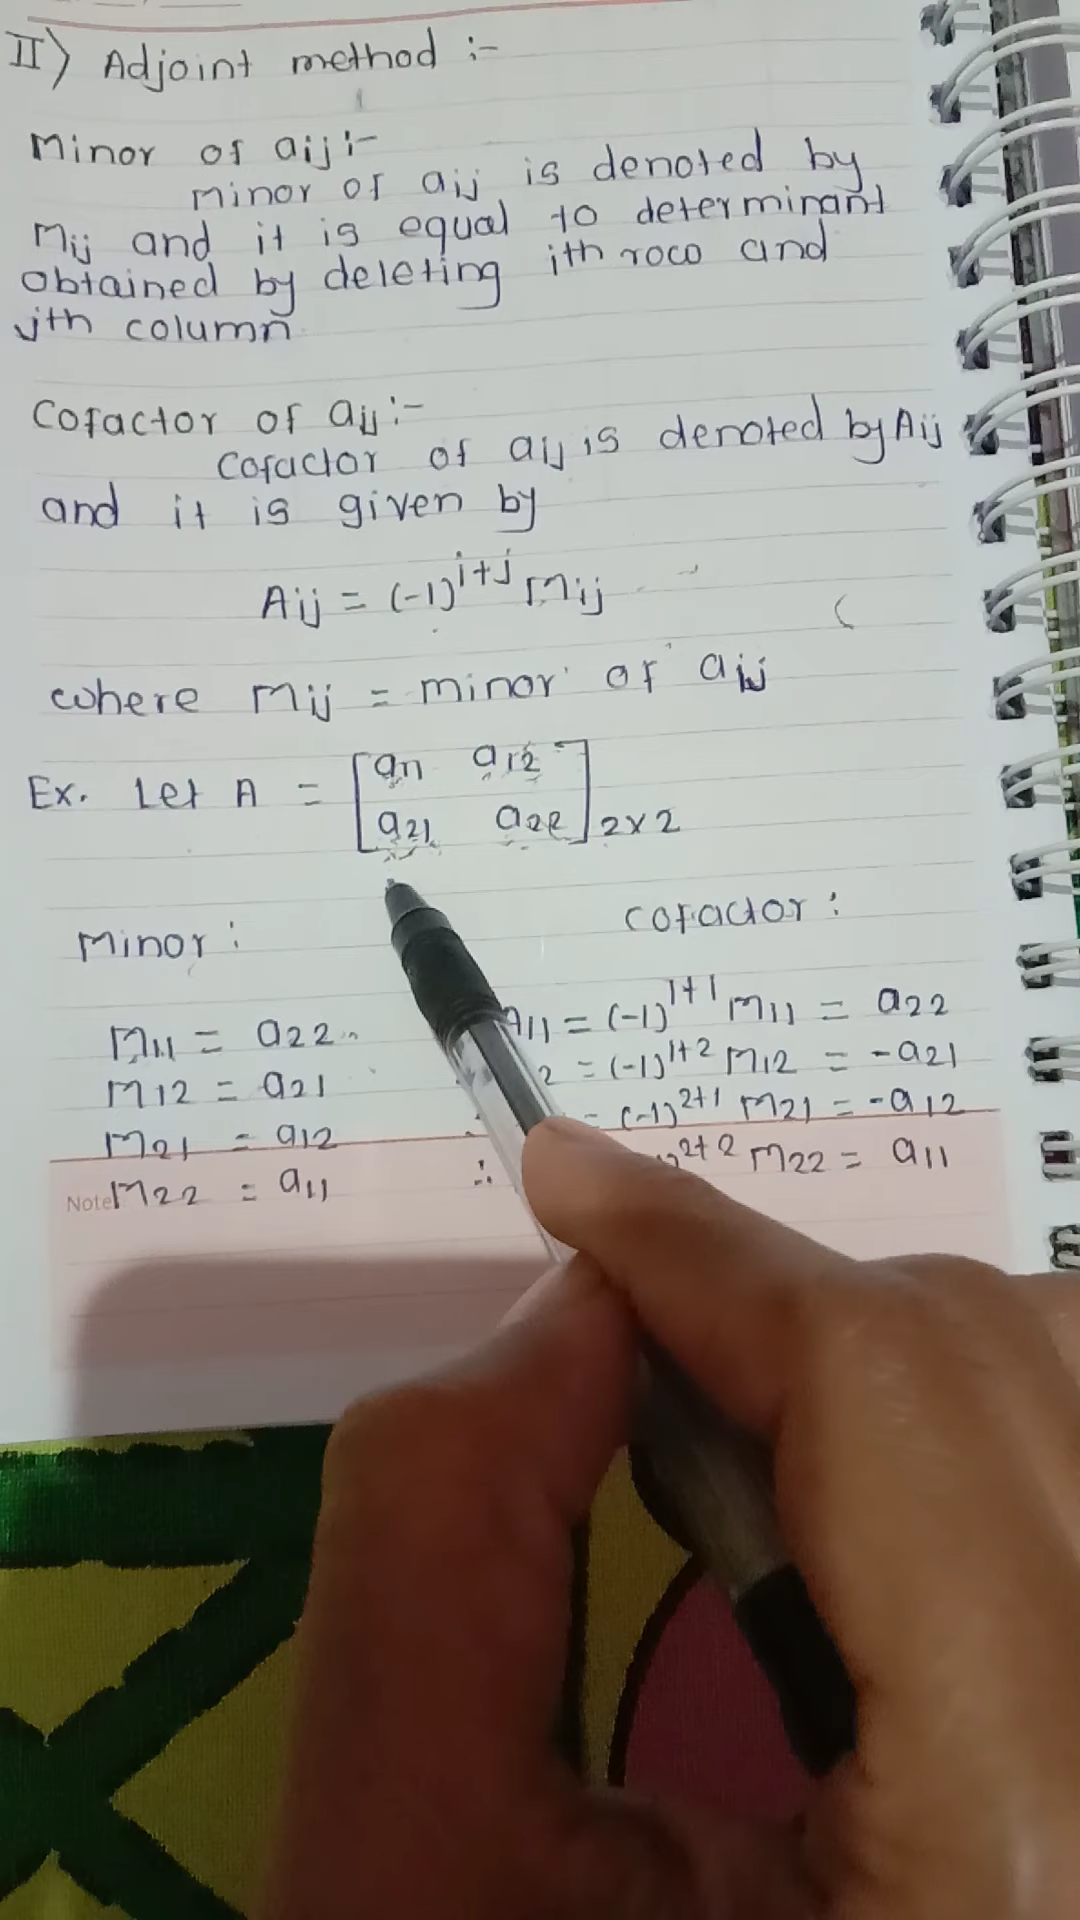 II) Adjoint method :-
Minor of aij :-
Minor of aij is denoted by
Mij and it is equal to determinant
obtained by deleting ith row and
jth column
Cofactor of aij :-
Cofactor of aij is denoted by Aij
and it is given by
Aij = (-1)^i+j Mij
where Mij = minor of aij
Ex. Let A = [a11 a12
a21 a22] 2x2
Minor : Cofactor :
M11 = a22 A11 = (-1)^1+1 M11 = a22
M12 = a21 2 = (-1)^1+2 M12 = -a21
M21 = a12 = (-1)^2+1 M21 = -a12
Note M22 = a11 ∴ ^2+2 M22 = a11